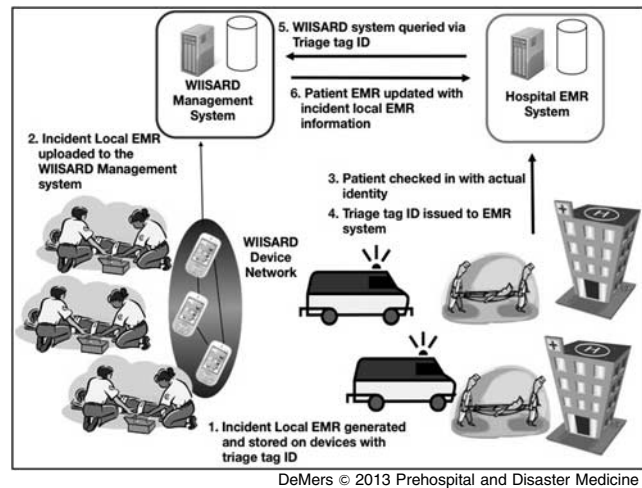 5. WIISARD system queried via
Triage tag ID
WIISARD
Management
System
6. Patient EMR updated with
incident local EMR
information
Hospital EMR
System
2. Incident Local EMR
uploaded to the
WIISARD Management
system
3. Patient checked in with actual
identity
4. Triage tag ID issued to EMR
system
WIISARD
Device
Network
H
H
1. Incident Local EMR generated
and stored on devices with
triage tag ID
DeMers © 2013 Prehospital and Disaster Medicine